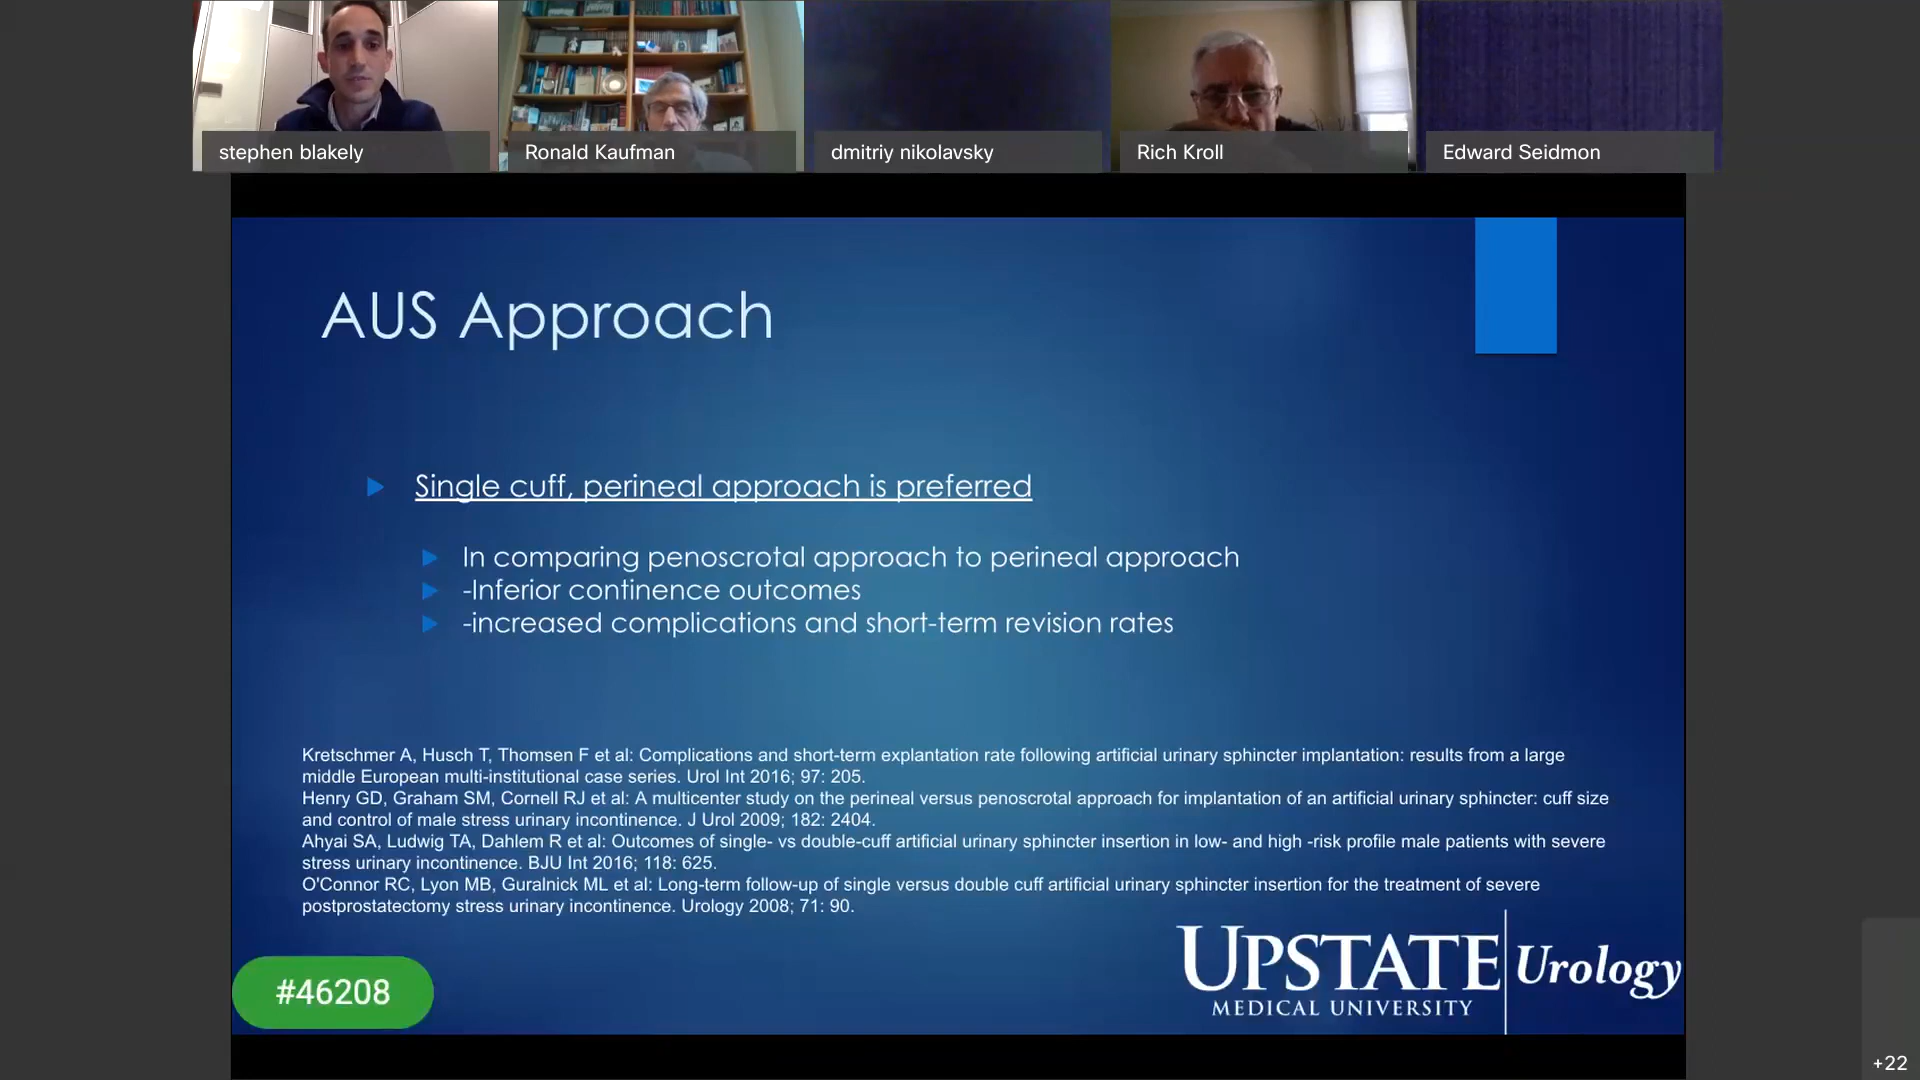 stephen blakely
Ronald Kaufman
dmitriy nikolavsky
Rich Kroll
Edward Seidmon
AUS Approach
Single cuff, perineal approach is preferred
In comparing penoscrotal approach to perineal approach
-Inferior continence outcomes
-increased complications and short-term revision rates
Kretschmer A, Husch T, Thomsen F et al: Complications and short-term explantation rate following artificial urinary sphincter implantation: results from a large
middle European multi-institutional case series. Urol Int 2016; 97: 205.
Henry GD, Graham SM, Cornell RJ et al: A multicenter study on the perineal versus penoscrotal approach for implantation of an artificial urinary sphincter: cuff size
and control of male stress urinary incontinence. J Urol 2009; 182: 2404.
Ahyai SA, Ludwig TA, Dahlem R et al: Outcomes of single- vs double-cuff artificial urinary sphincter insertion in low- and high -risk profile male patients with severe
stress urinary incontinence. BJU Int 2016; 118: 625.
O'Connor RC, Lyon MB, Guralnick ML et al: Long-term follow-up of single versus double cuff artificial urinary sphincter insertion for the treatment of severe
postprostatectomy stress urinary incontinence. Urology 2008; 71: 90.
#46208
UPSTATE Urology
MEDICAL UNIVERSITY
+22